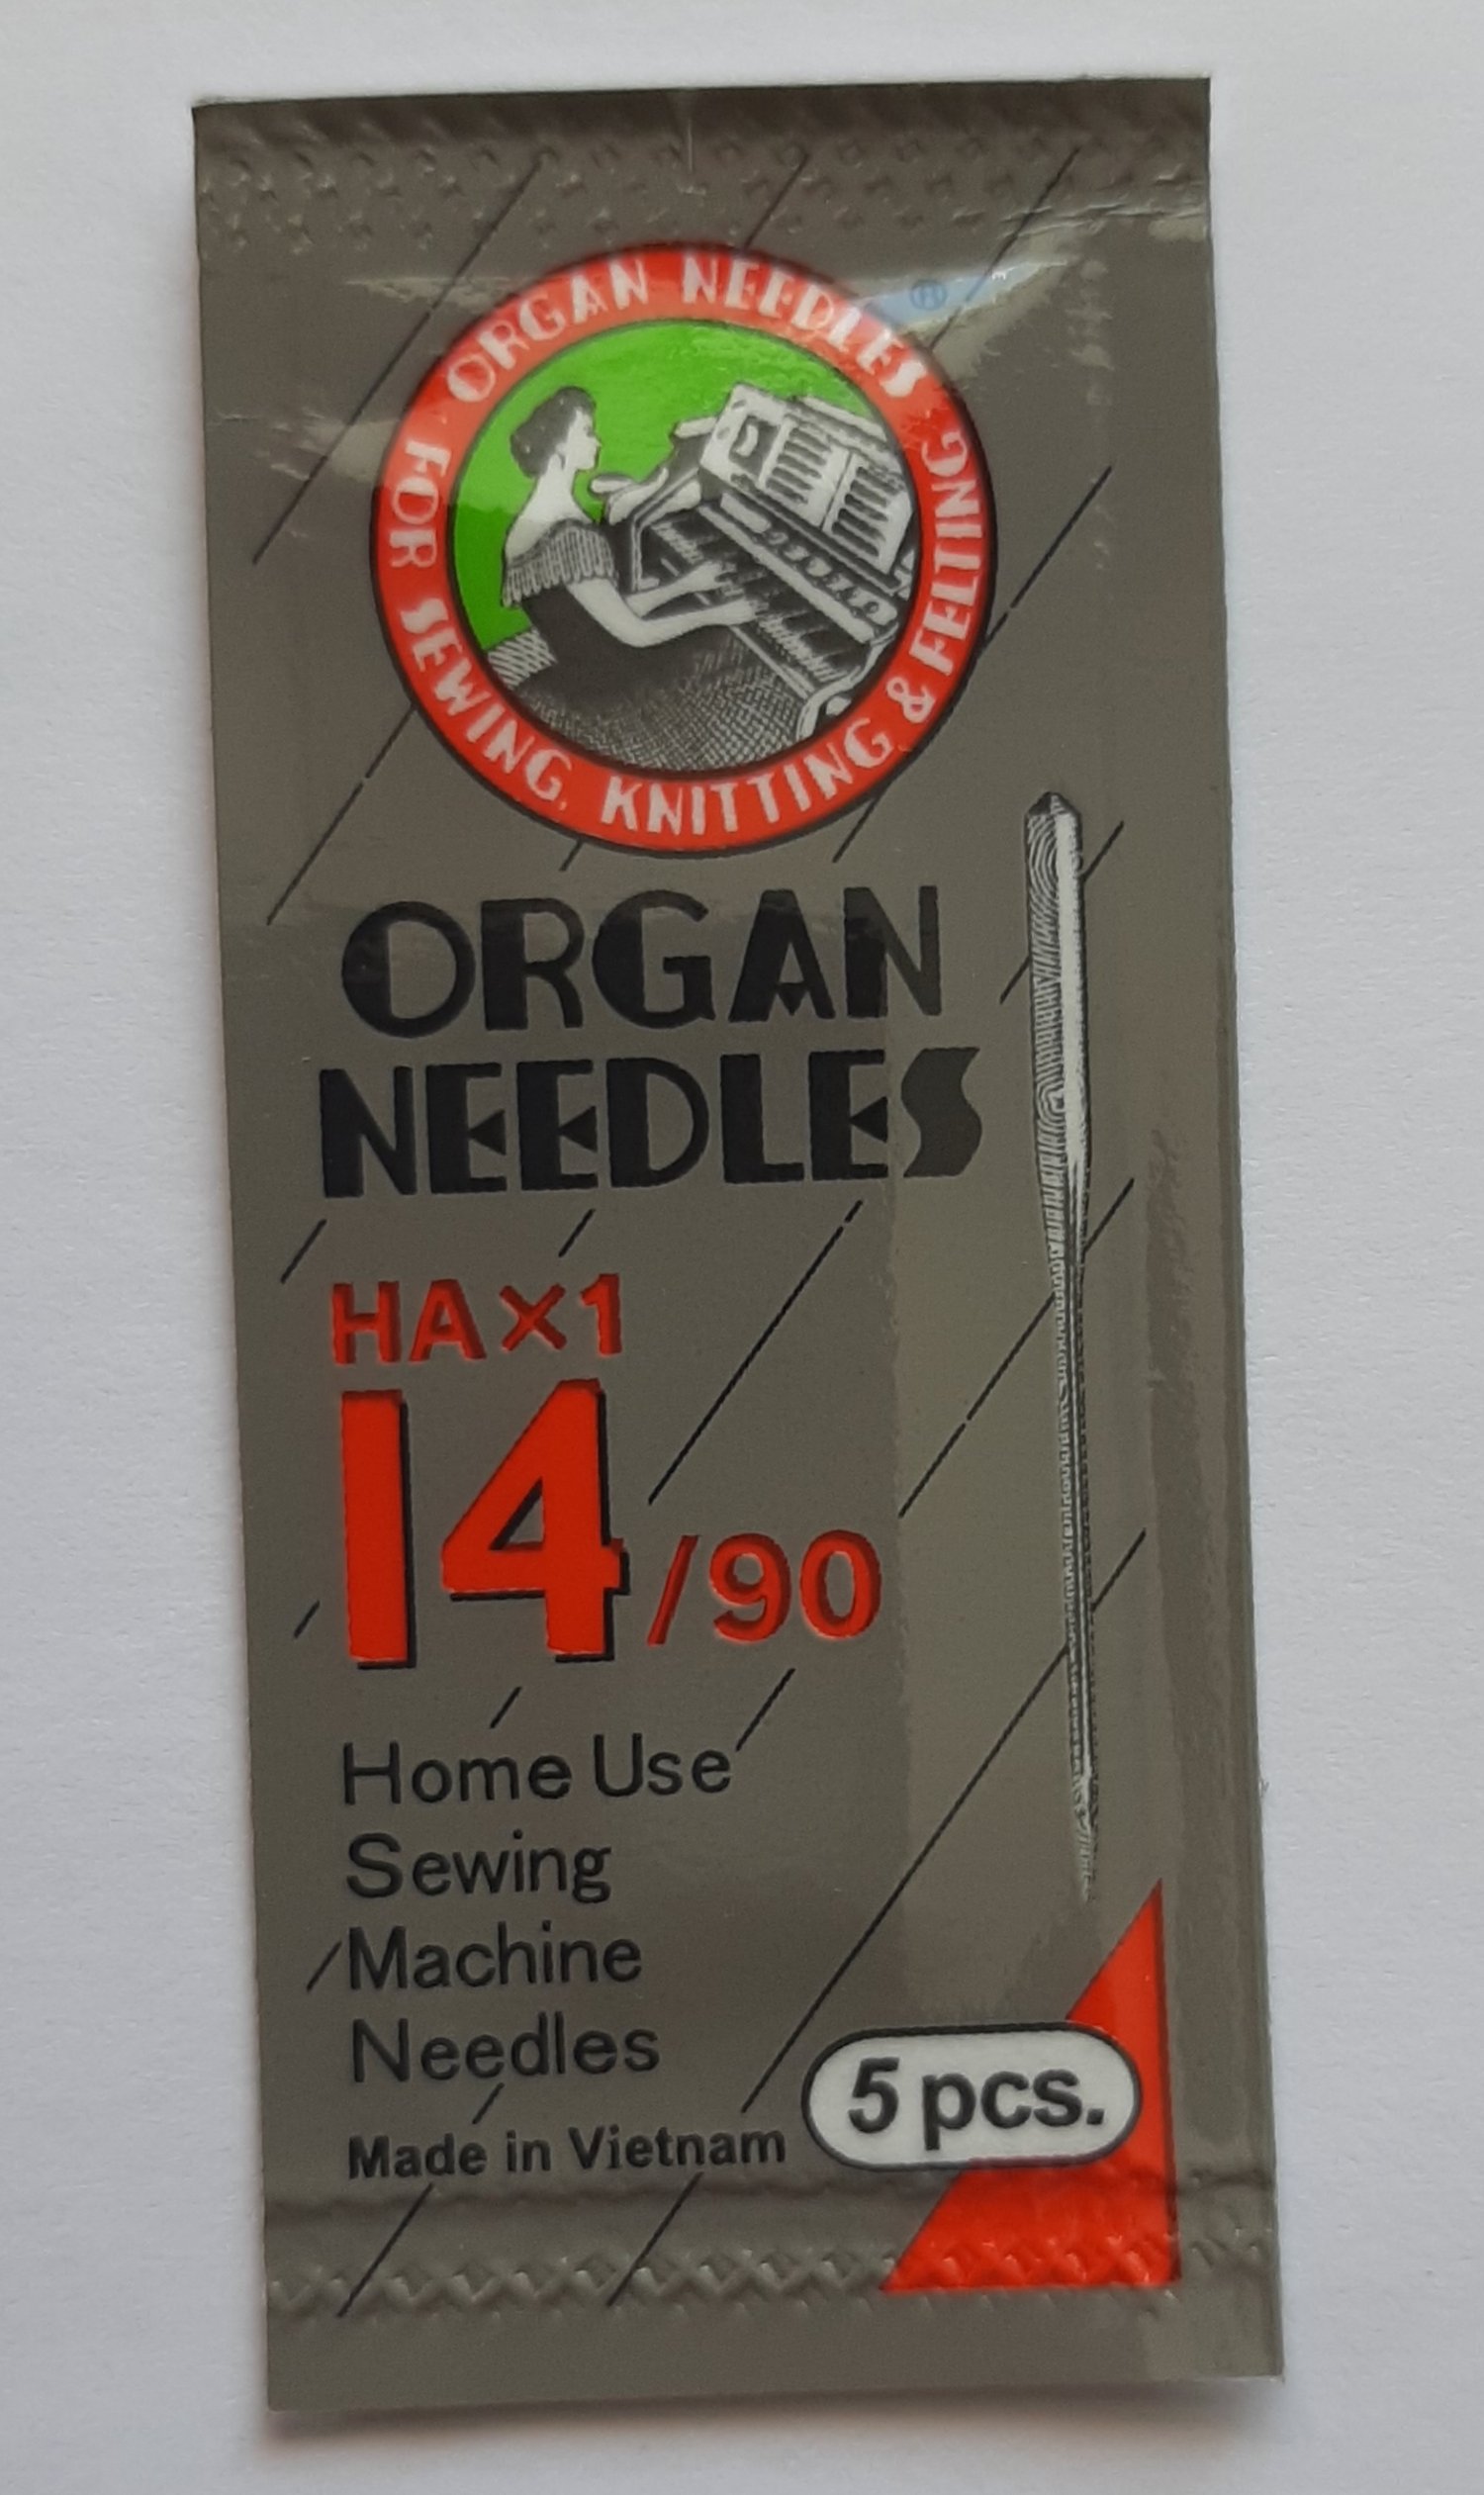 ORGAN NEEDLES ®
FOR SEWING, KNITTING & FELTING
ORGAN
NEEDLES
HA×1
14/90
Home Use
Sewing
Machine
Needles
Made in Vietnam
5 pcs.